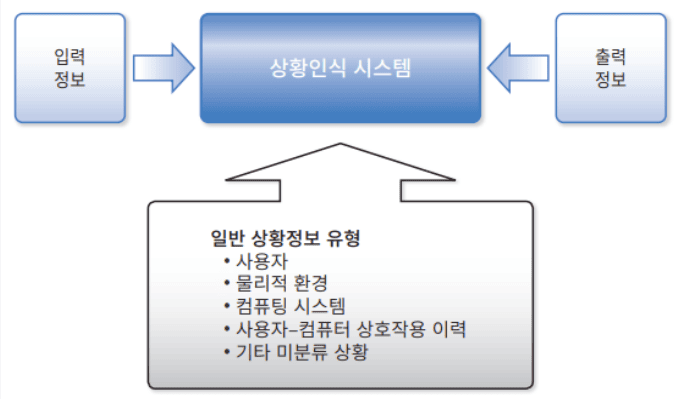 입력
정보
상황인식 시스템
출력
정보
일반 상황정보 유형
• 사용자
• 물리적 환경
• 컴퓨팅 시스템
• 사용자–컴퓨터 상호작용 이력
• 기타 미분류 상황